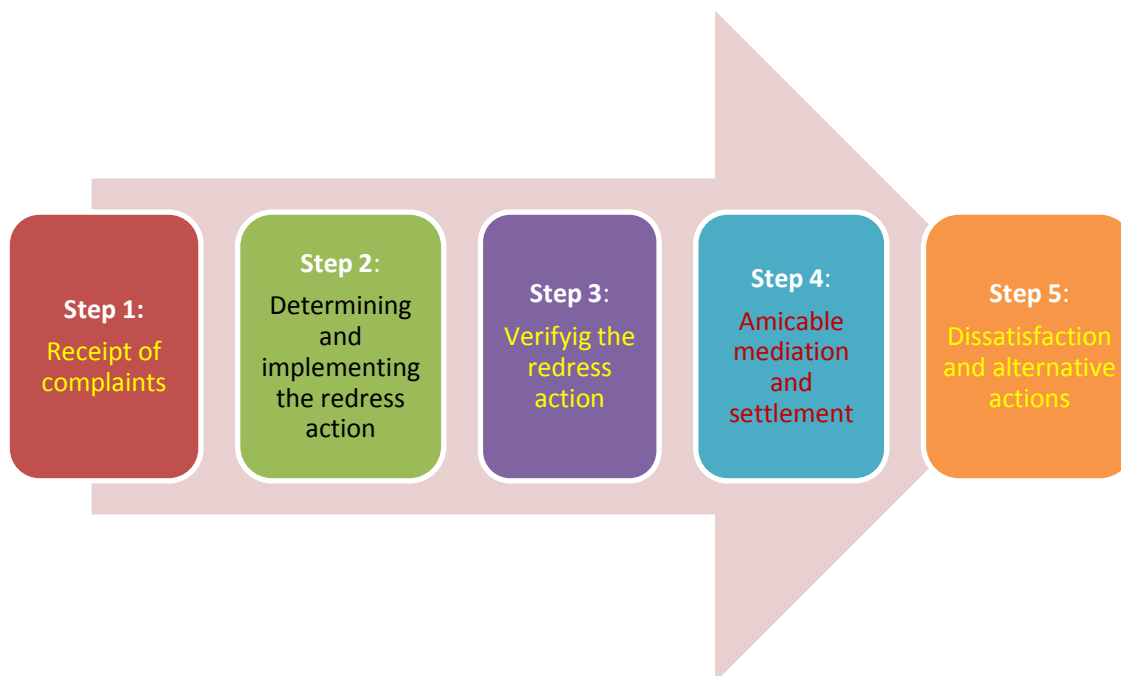 Step 1:
Receipt of
complaints
Step 2:
Determining
and
implementing
the redress
action
Step 3:
Verifyig the
redress
action
Step 4:
Amicable
mediation
and
settlement
Step 5:
Dissatisfaction
and alternative
actions